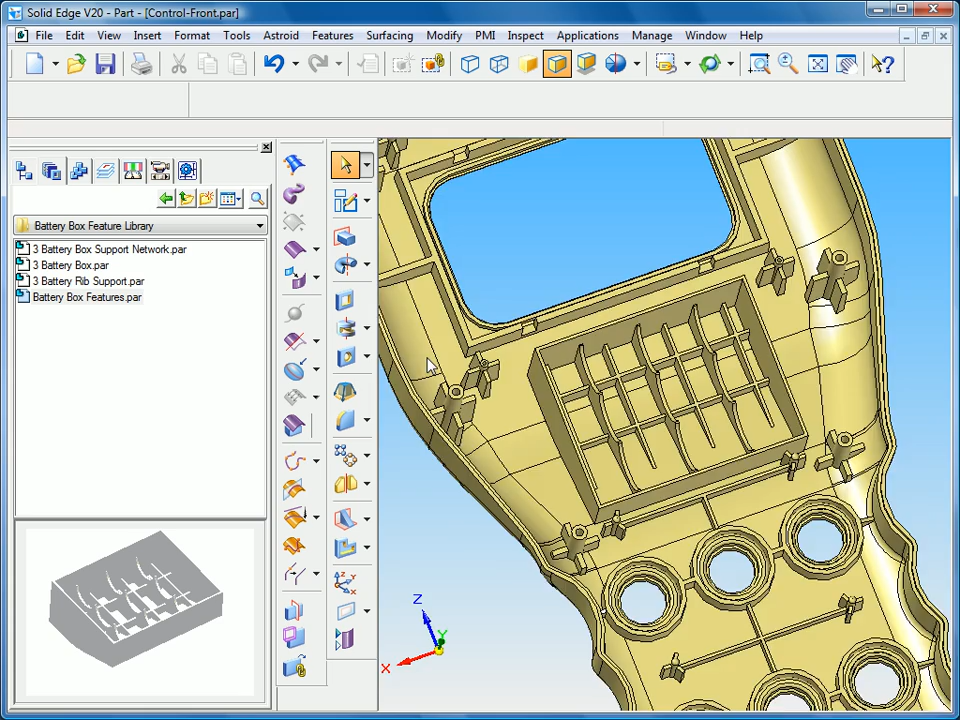 Solid Edge V20 - Part - [Control-Front.par]
File Edit View Insert Format Tools Astroid Features Surfacing Modify PMI Inspect Applications Manage Window Help
Battery Box Feature Library
3 Battery Box Support Network.par
3 Battery Box.par
3 Battery Rib Support.par
Battery Box Features.par
Z
Y
X